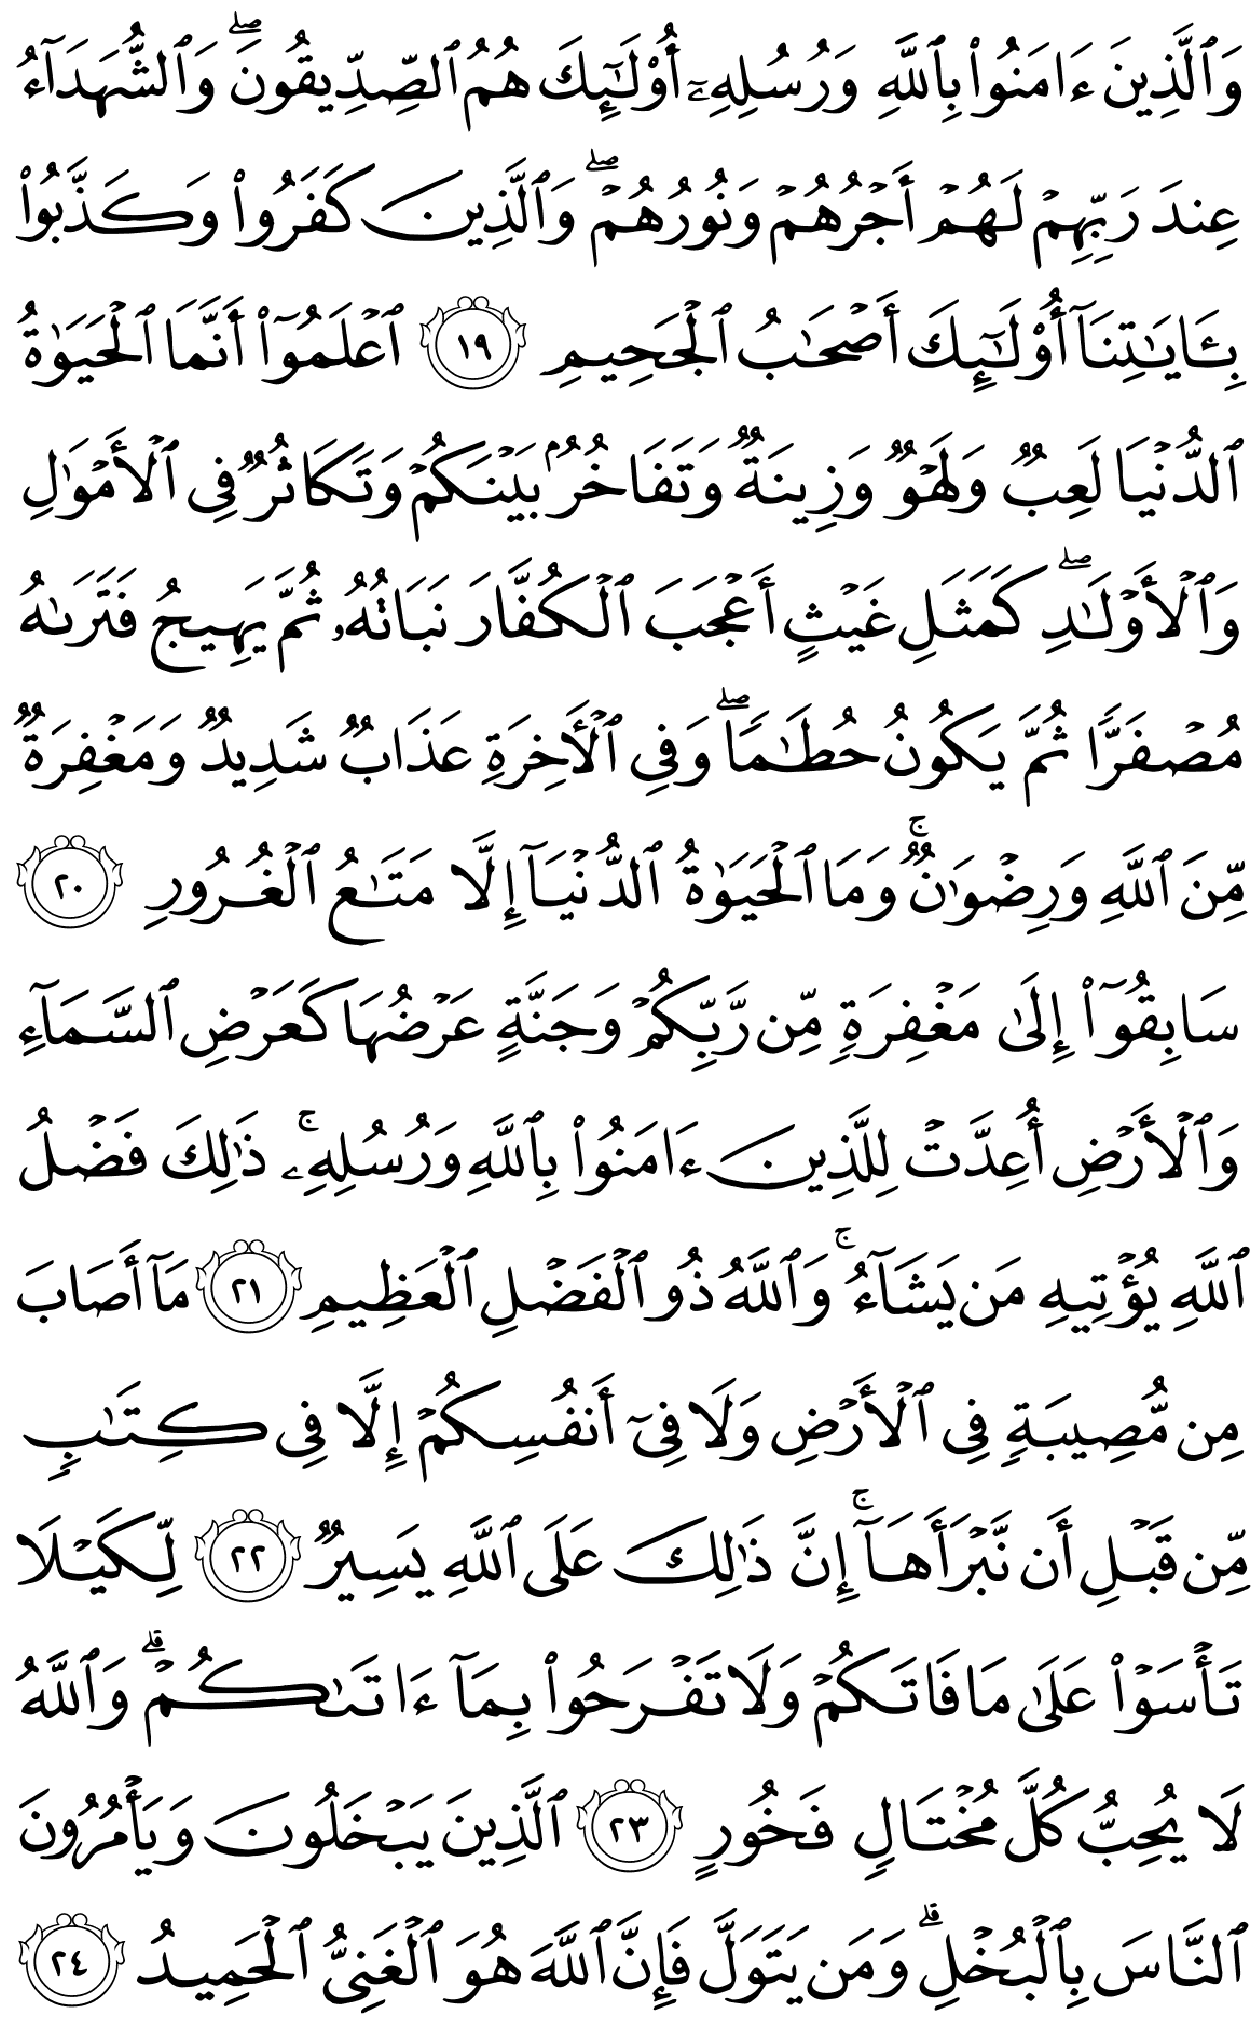 وَٱلَّذِينَ ءَامَنُوا۟ بِٱللَّهِ وَرُسُلِهِۦٓ أُو۟لَـٰٓئِكَ هُمُ ٱلصِّدِّيقُونَ ۖ وَٱلشُّهَدَآءُ
عِندَ رَبِّهِمْ لَهُمْ أَجْرُهُمْ وَنُورُهُمْ ۖ وَٱلَّذِينَ كَفَرُوا۟ وَكَذَّبُوا۟
بِـَٔايَـٰتِنَآ أُو۟لَـٰٓئِكَ أَصْحَـٰبُ ٱلْجَحِيمِ ١٩ ٱعْلَمُوٓا۟ أَنَّمَا ٱلْحَيَوٰةُ
ٱلدُّنْيَا لَعِبٌ وَلَهْوٌ وَزِينَةٌ وَتَفَاخُرٌۢ بَيْنَكُمْ وَتَكَاثُرٌ فِى ٱلْأَمْوَٰلِ
وَٱلْأَوْلَـٰدِ ۖ كَمَثَلِ غَيْثٍ أَعْجَبَ ٱلْكُفَّارَ نَبَاتُهُۥ ثُمَّ يَهِيجُ فَتَرَىٰهُ
مُصْفَرًّا ثُمَّ يَكُونُ حُطَـٰمًا ۖ وَفِى ٱلْـَٔاخِرَةِ عَذَابٌ شَدِيدٌ وَمَغْفِرَةٌ
مِّنَ ٱللَّهِ وَرِضْوَٰنٌ ۚ وَمَا ٱلْحَيَوٰةُ ٱلدُّنْيَآ إِلَّا مَتَـٰعُ ٱلْغُرُورِ ٢٠
سَابِقُوٓا۟ إِلَىٰ مَغْفِرَةٍ مِّن رَّبِّكُمْ وَجَنَّةٍ عَرْضُهَا كَعَرْضِ ٱلسَّمَآءِ
وَٱلْأَرْضِ أُعِدَّتْ لِلَّذِينَ ءَامَنُوا۟ بِٱللَّهِ وَرُسُلِهِۦ ۚ ذَٰلِكَ فَضْلُ
ٱللَّهِ يُؤْتِيهِ مَن يَشَآءُ ۚ وَٱللَّهُ ذُو ٱلْفَضْلِ ٱلْعَظِيمِ ٢١ مَآ أَصَابَ
مِن مُّصِيبَةٍ فِى ٱلْأَرْضِ وَلَا فِىٓ أَنفُسِكُمْ إِلَّا فِى كِتَـٰبٍ
مِّن قَبْلِ أَن نَّبْرَأَهَآ ۚ إِنَّ ذَٰلِكَ عَلَى ٱللَّهِ يَسِيرٌ ٢٢ لِّكَيْلَا
تَأْسَوْا۟ عَلَىٰ مَا فَاتَكُمْ وَلَا تَفْرَحُوا۟ بِمَآ ءَاتَىٰكُمْ ۗ وَٱللَّهُ
لَا يُحِبُّ كُلَّ مُخْتَالٍ فَخُورٍ ٢٣ ٱلَّذِينَ يَبْخَلُونَ وَيَأْمُرُونَ
ٱلنَّاسَ بِٱلْبُخْلِ ۗ وَمَن يَتَوَلَّ فَإِنَّ ٱللَّهَ هُوَ ٱلْغَنِىُّ ٱلْحَمِيدُ ٢٤